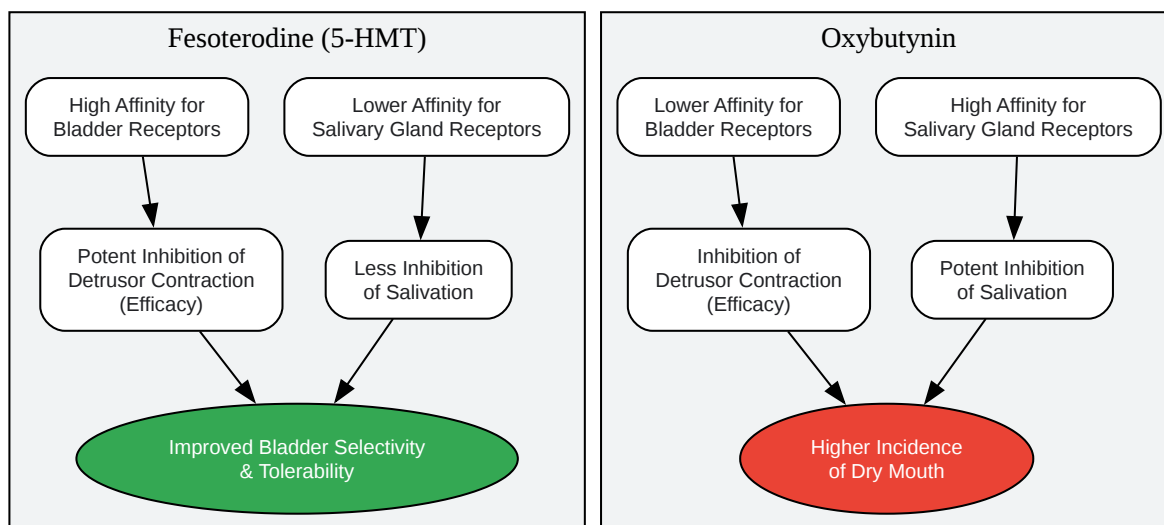 Fesoterodine (5-HMT)
High Affinity for
Bladder Receptors
Lower Affinity for
Salivary Gland Receptors
Potent Inhibition of
Detrusor Contraction
(Efficacy)
Less Inhibition
of Salivation
Improved Bladder Selectivity
& Tolerability
Oxybutynin
Lower Affinity for
Bladder Receptors
High Affinity for
Salivary Gland Receptors
Inhibition of
Detrusor Contraction
(Efficacy)
Potent Inhibition
of Salivation
Higher Incidence
of Dry Mouth